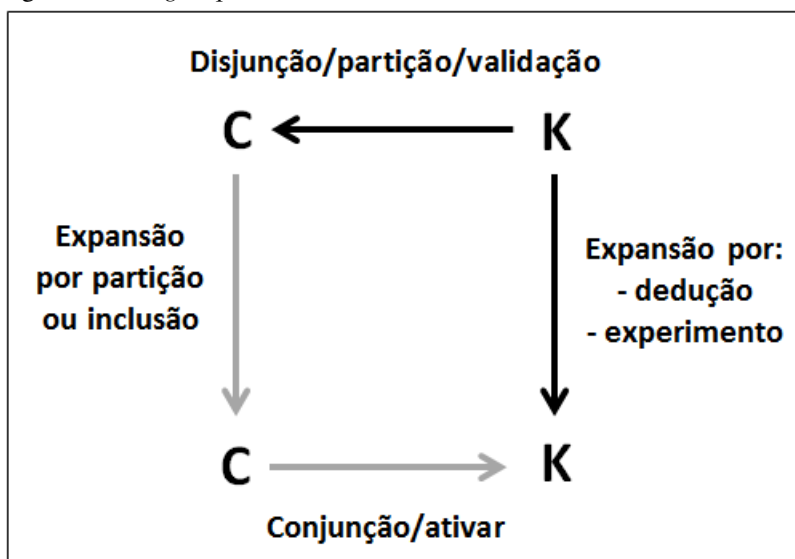 Disjunção/partição/validação
C K
Expansão
por partição
ou inclusão
Expansão por:
- dedução
- experimento
C K
Conjunção/ativar